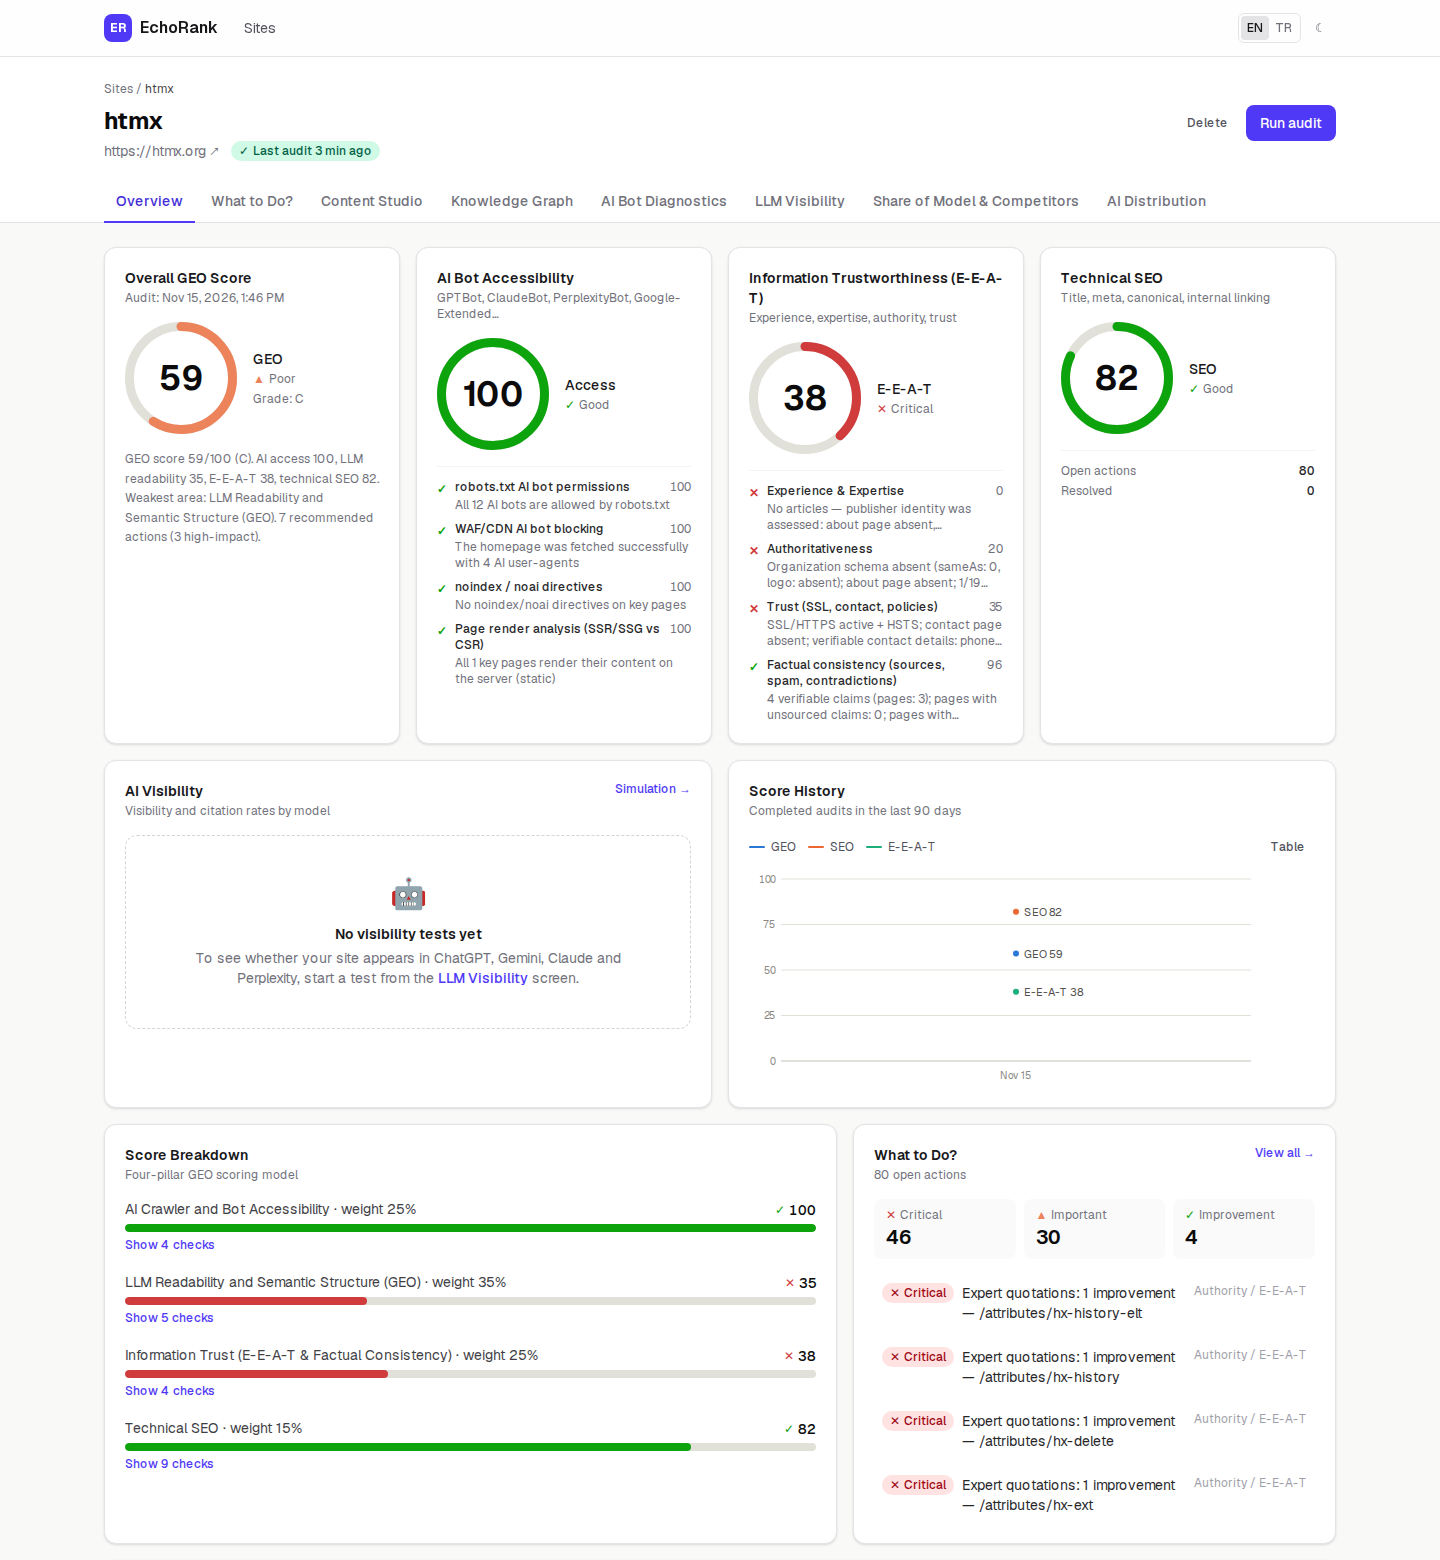 ER EchoRank Sites EN TR
Sites / htmx
htmx
Delete Run audit
https://htmx.org ↗ ✓ Last audit 3 min ago
Overview What to Do? Content Studio Knowledge Graph AI Bot Diagnostics LLM Visibility Share of Model & Competitors AI Distribution
Overall GEO Score
Audit: Nov 15, 2026, 1:46 PM
59
GEO
▲ Poor
Grade: C
GEO score 59/100 (C). AI access 100, LLM
readability 35, E-E-A-T 38, technical SEO 82.
Weakest area: LLM Readability and
Semantic Structure (GEO). 7 recommended
actions (3 high-impact).
AI Bot Accessibility
GPTBot, ClaudeBot, PerplexityBot, Google-
Extended…
100
Access
✓ Good
✓ robots.txt AI bot permissions 100
All 12 AI bots are allowed by robots.txt
✓ WAF/CDN AI bot blocking 100
The homepage was fetched successfully
with 4 AI user-agents
✓ noindex / noai directives 100
No noindex/noai directives on key pages
✓ Page render analysis (SSR/SSG vs 100
CSR)
All 1 key pages render their content on
the server (static)
Information Trustworthiness (E-E-A-
T)
Experience, expertise, authority, trust
38
E-E-A-T
✕ Critical
✕ Experience & Expertise 0
No articles — publisher identity was
assessed: about page absent,…
✕ Authoritativeness 20
Organization schema absent (sameAs: 0,
logo: absent); about page absent; 1/19…
✕ Trust (SSL, contact, policies) 35
SSL/HTTPS active + HSTS; contact page
absent; verifiable contact details: phone…
✓ Factual consistency (sources, 96
spam, contradictions)
4 verifiable claims (pages: 3); pages with
unsourced claims: 0; pages with…
Technical SEO
Title, meta, canonical, internal linking
82
SEO
✓ Good
Open actions 80
Resolved 0
AI Visibility Simulation →
Visibility and citation rates by model
No visibility tests yet
To see whether your site appears in ChatGPT, Gemini, Claude and
Perplexity, start a test from the LLM Visibility screen.
Score History
Completed audits in the last 90 days
GEO SEO E-E-A-T Table
100
SEO 82
75
GEO 59
50
E-E-A-T 38
25
0
Nov 15
Score Breakdown
Four-pillar GEO scoring model
AI Crawler and Bot Accessibility · weight 25% ✓ 100
Show 4 checks
LLM Readability and Semantic Structure (GEO) · weight 35% ✕ 35
Show 5 checks
Information Trust (E-E-A-T & Factual Consistency) · weight 25% ✕ 38
Show 4 checks
Technical SEO · weight 15% ✓ 82
Show 9 checks
What to Do? View all →
80 open actions
✕ Critical ▲ Important ✓ Improvement
46 30 4
✕ Critical Expert quotations: 1 improvement Authority / E-E-A-T
— /attributes/hx-history-elt
✕ Critical Expert quotations: 1 improvement Authority / E-E-A-T
— /attributes/hx-history
✕ Critical Expert quotations: 1 improvement Authority / E-E-A-T
— /attributes/hx-delete
✕ Critical Expert quotations: 1 improvement Authority / E-E-A-T
— /attributes/hx-ext